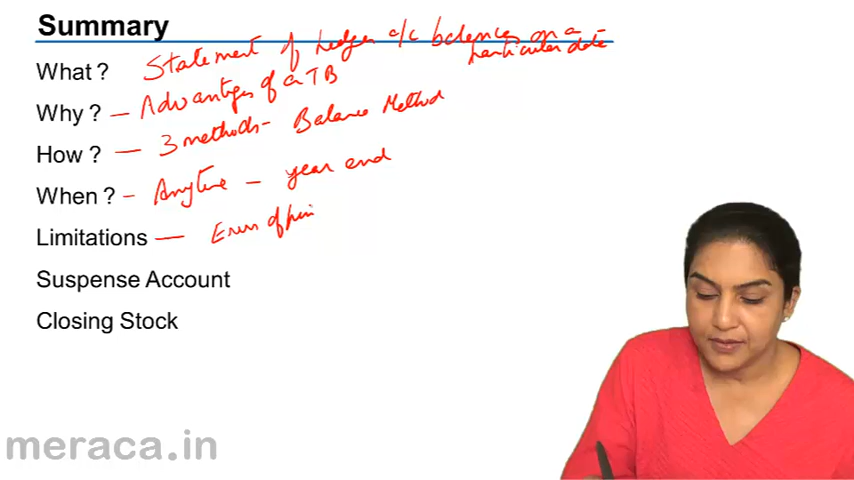 Summary
What ? Statement of Ledger a/c balances on a
particular date
Why ? — Advantages of a TB
How ? — 3 methods - Balance Method
When ? - Anytime — year end
Limitations — Errors of prin
Suspense Account
Closing Stock
meraca.in